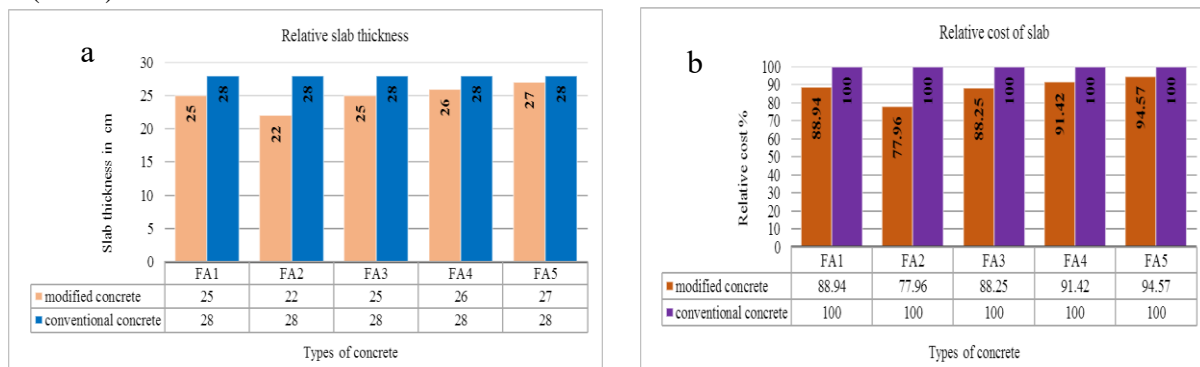 a
Relative slab thickness
Slab thickness in cm
30
25
20
15
10
5
0
25
28
22
28
25
28
26
28
27
28
FA1 FA2 FA3 FA4 FA5
modified concrete 25 22 25 26 27
conventional concrete 28 28 28 28 28
Types of concrete
b
Relative cost of slab
Relative cost %
100
90
80
70
60
50
40
30
20
10
0
88.94
100
77.96
100
88.25
100
91.42
100
94.57
100
FA1 FA2 FA3 FA4 FA5
modified concrete 88.94 77.96 88.25 91.42 94.57
conventional concrete 100 100 100 100 100
Types of concrete